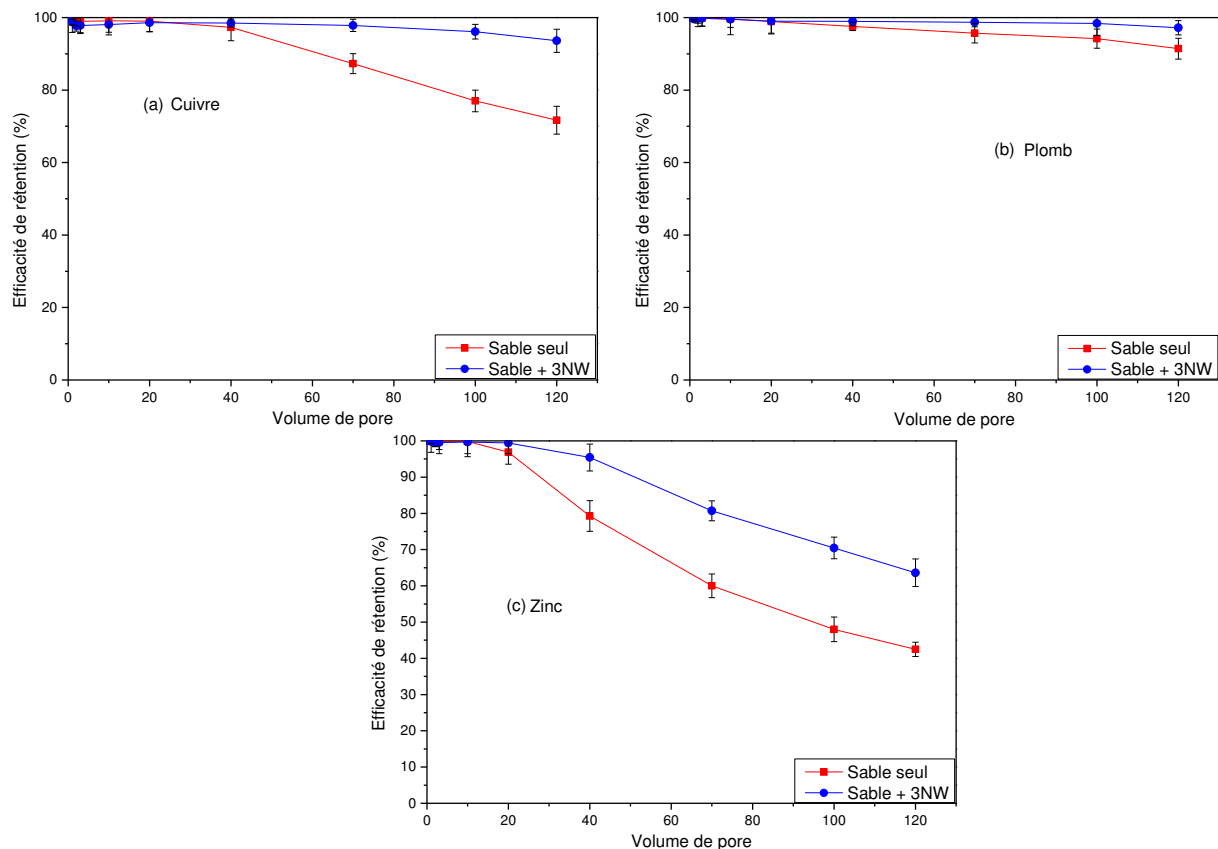 100
80
60
40
20
0
Efficacité de rétention (%)
(a) Cuivre
Sable seul
Sable + 3NW
0 20 40 60 80 100 120
Volume de pore
100
80
60
40
20
0
Efficacité de rétention (%)
(b) Plomb
Sable seul
Sable + 3NW
0 20 40 60 80 100 120
Volume de pore
100
90
80
70
60
50
40
30
20
10
0
Efficacité de rétention (%)
(c) Zinc
Sable seul
Sable + 3NW
0 20 40 60 80 100 120
Volume de pore